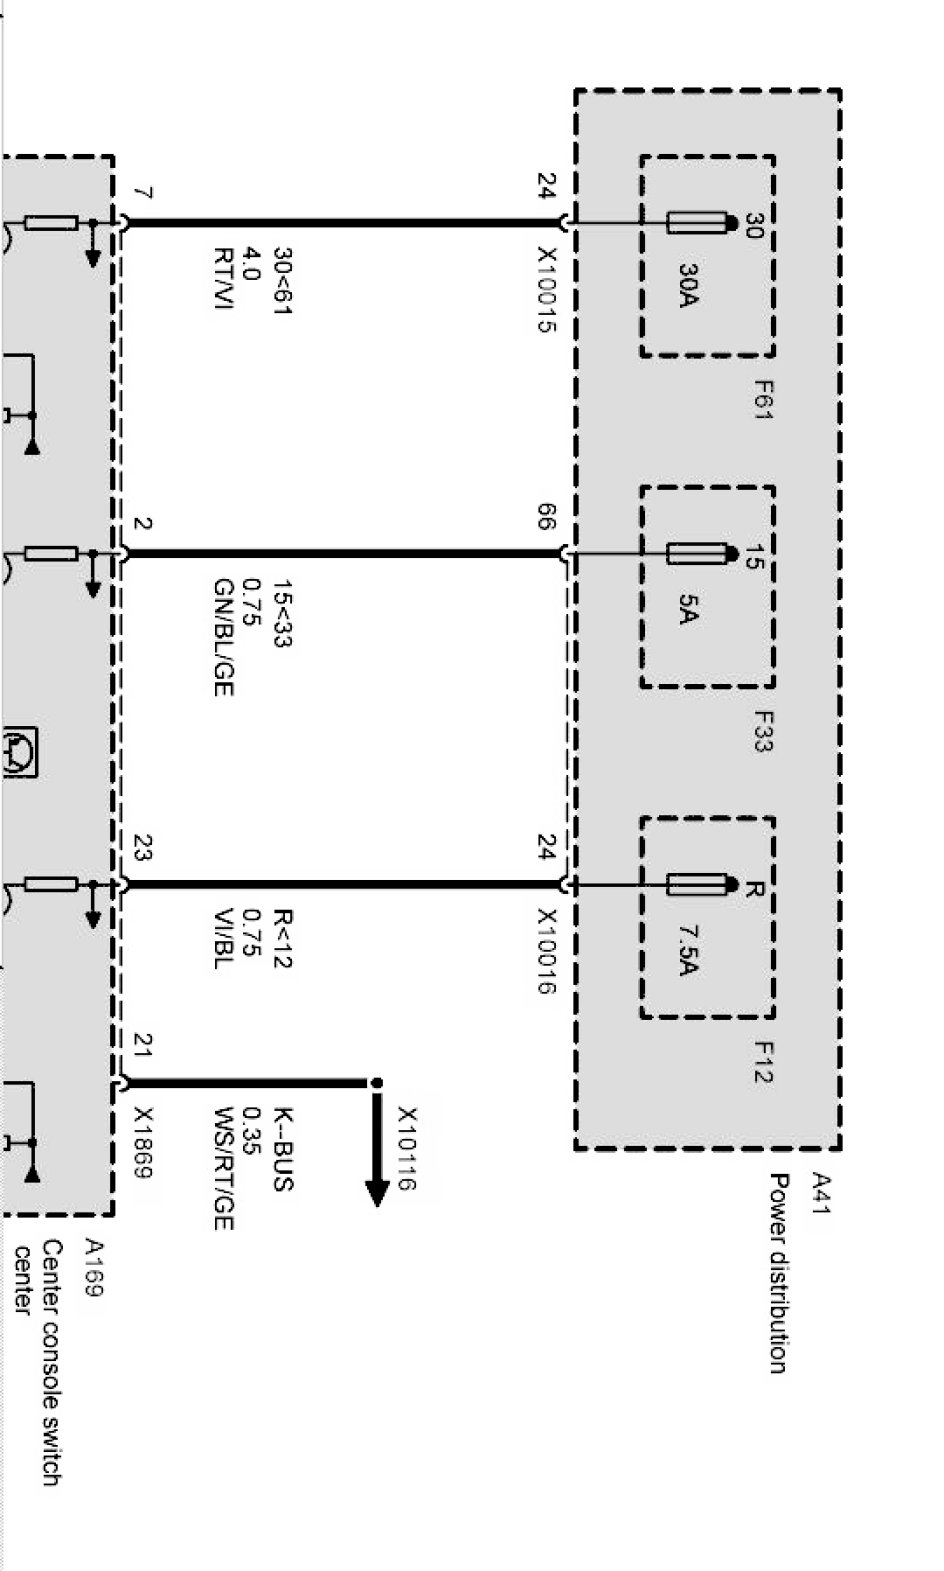 A41
Power distribution
30
30A
F61
15
5A
F33
R
7.5A
F12
24
X10015
66
24
X10016
X10116
30<61
4.0
RT/VI
15<33
0.75
GN/BL/GE
R<12
0.75
VI/BL
K--BUS
0.35
WS/RT/GE
7
2
23
21
X1869
A169
Center console switch
center